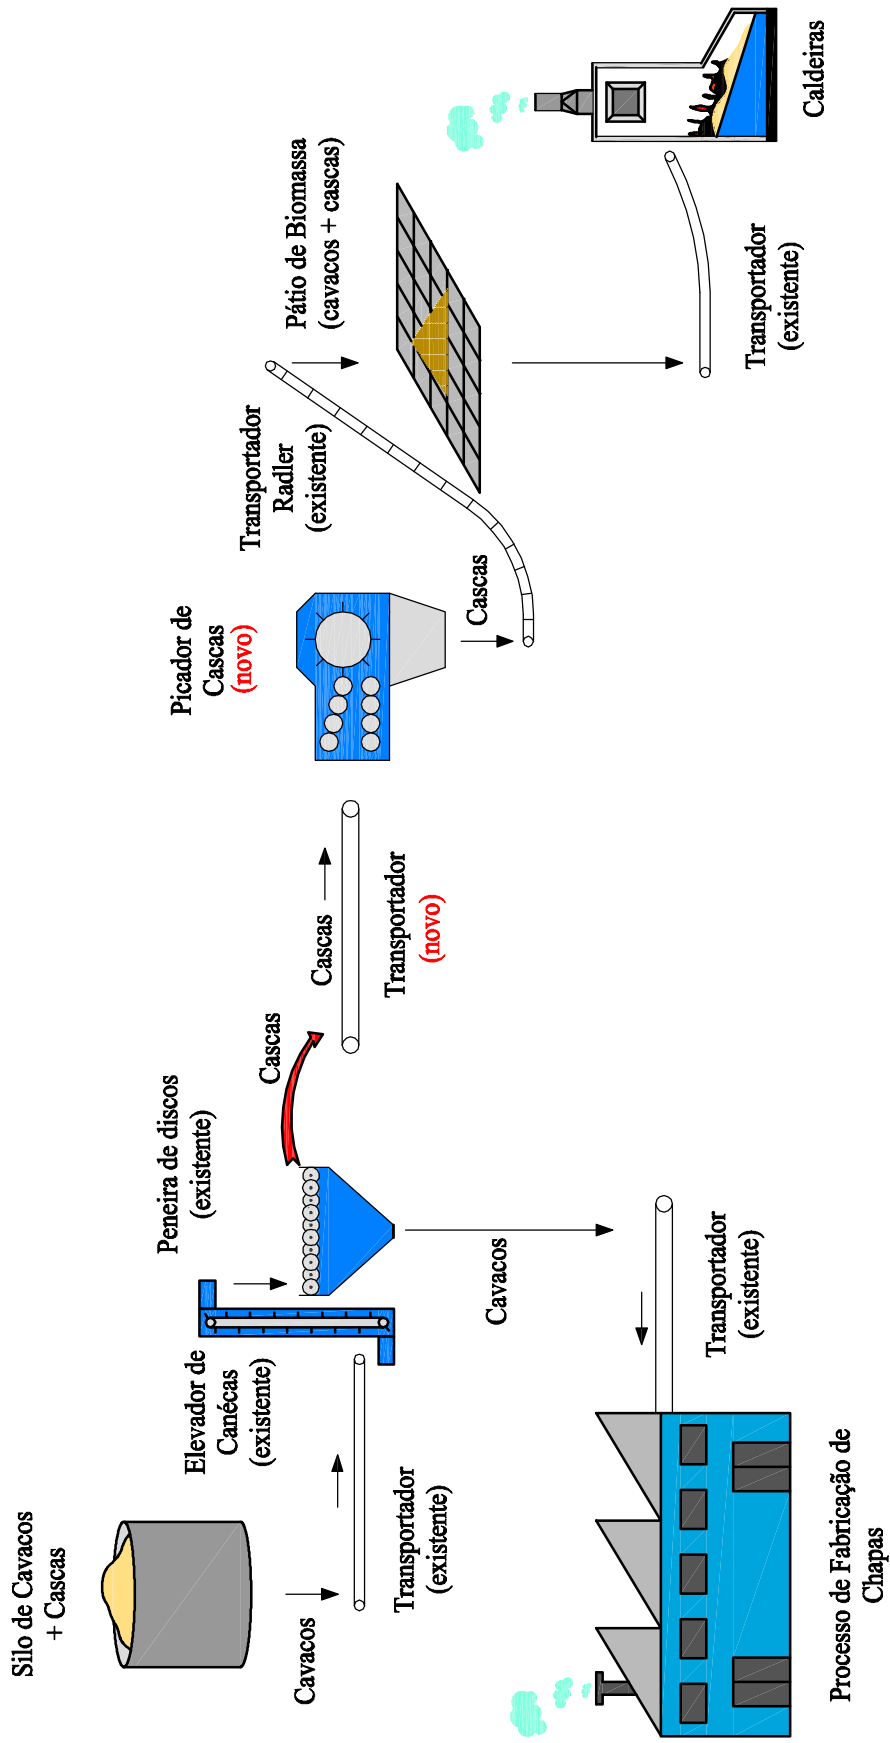 Silo de Cavacos
+ Cascas
Cavacos
Transportador
(existente)
Elevador de
Canécas
(existente)
Peneira de discos
(existente)
Cascas
Cascas
Transportador
(novo)
Picador de
Cascas
(novo)
Cascas
Transportador
Radler
(existente)
Pátio de Biomassa
(cavacos + cascas)
Transportador
(existente)
Caldeiras
Cavacos
Transportador
(existente)
Processo de Fabricação de
Chapas